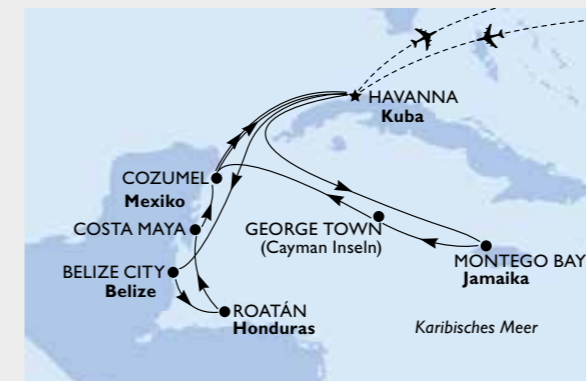 HAVANNA
Kuba
COZUMEL
Mexiko
COSTA MAYA
GEORGE TOWN
(Cayman Inseln)
MONTEGO BAY
Jamaika
BELIZE CITY
Belize
ROATÁN
Honduras
Karibisches Meer